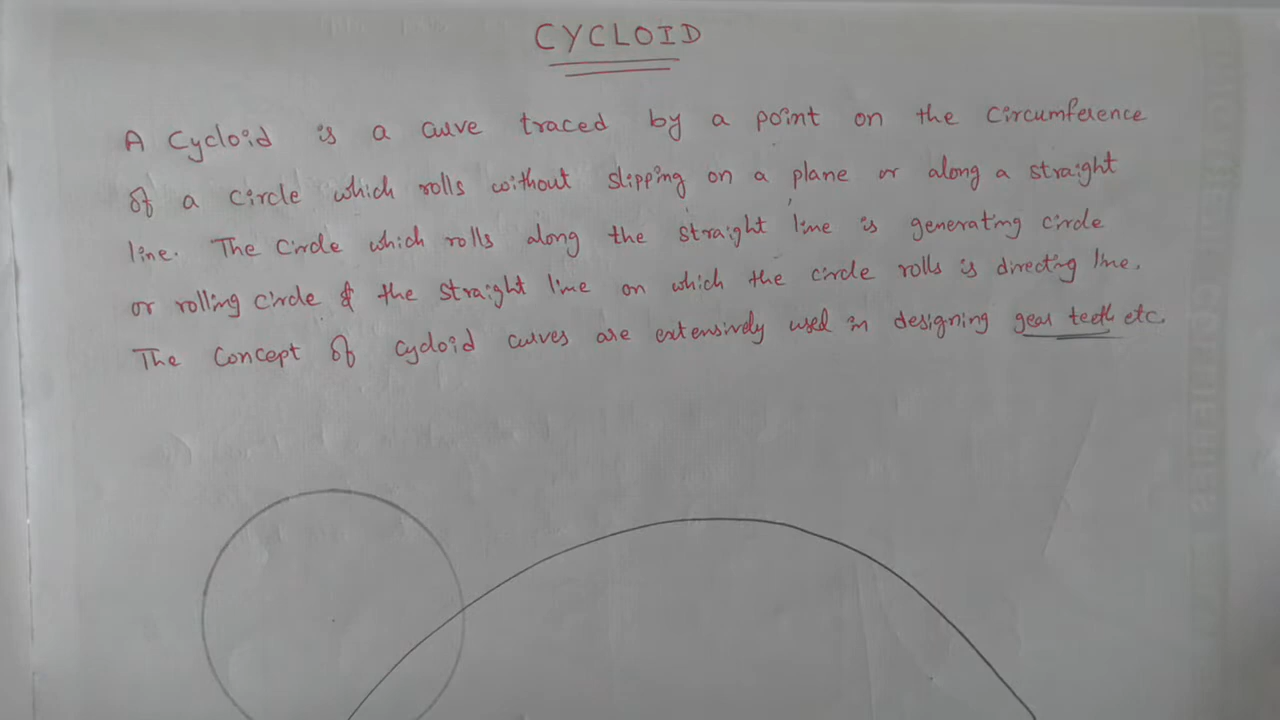 CYCLOID
A Cycloid is a curve traced by a point on the Circumference
of a circle which rolls without slipping on a plane or along a straight
line. The Circle which rolls along the straight line is generating circle
or rolling circle & the straight line on which the circle rolls is directing line.
The Concept of cycloid curves are extensively used in designing gear teeth etc.